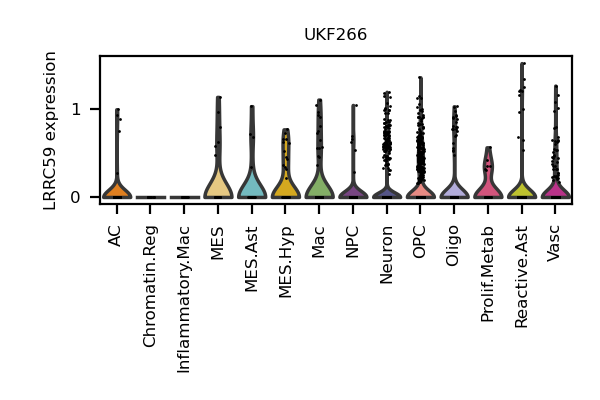 UKF266
LRRC59 expression
1
0
AC
Chromatin.Reg
Inflammatory.Mac
MES
MES.Ast
MES.Hyp
Mac
NPC
Neuron
OPC
Oligo
Prolif.Metab
Reactive.Ast
Vasc